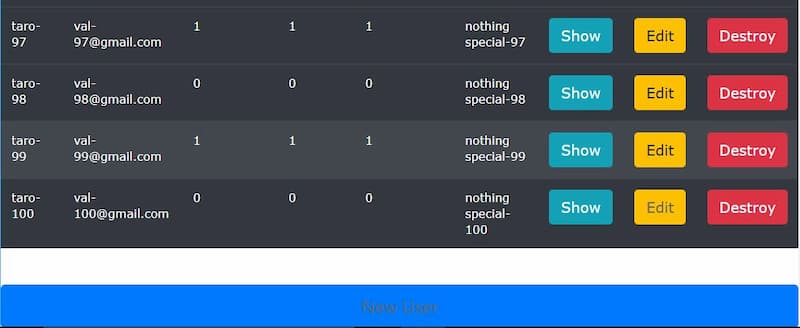 taro-
97
val-
97@gmail.com
1
1
1
nothing
special-97
Show
Edit
Destroy
taro-
98
val-
98@gmail.com
0
0
0
nothing
special-98
Show
Edit
Destroy
taro-
99
val-
99@gmail.com
1
1
1
nothing
special-99
Show
Edit
Destroy
taro-
100
val-
100@gmail.com
0
0
0
nothing
special-
100
Show
Edit
Destroy
New User